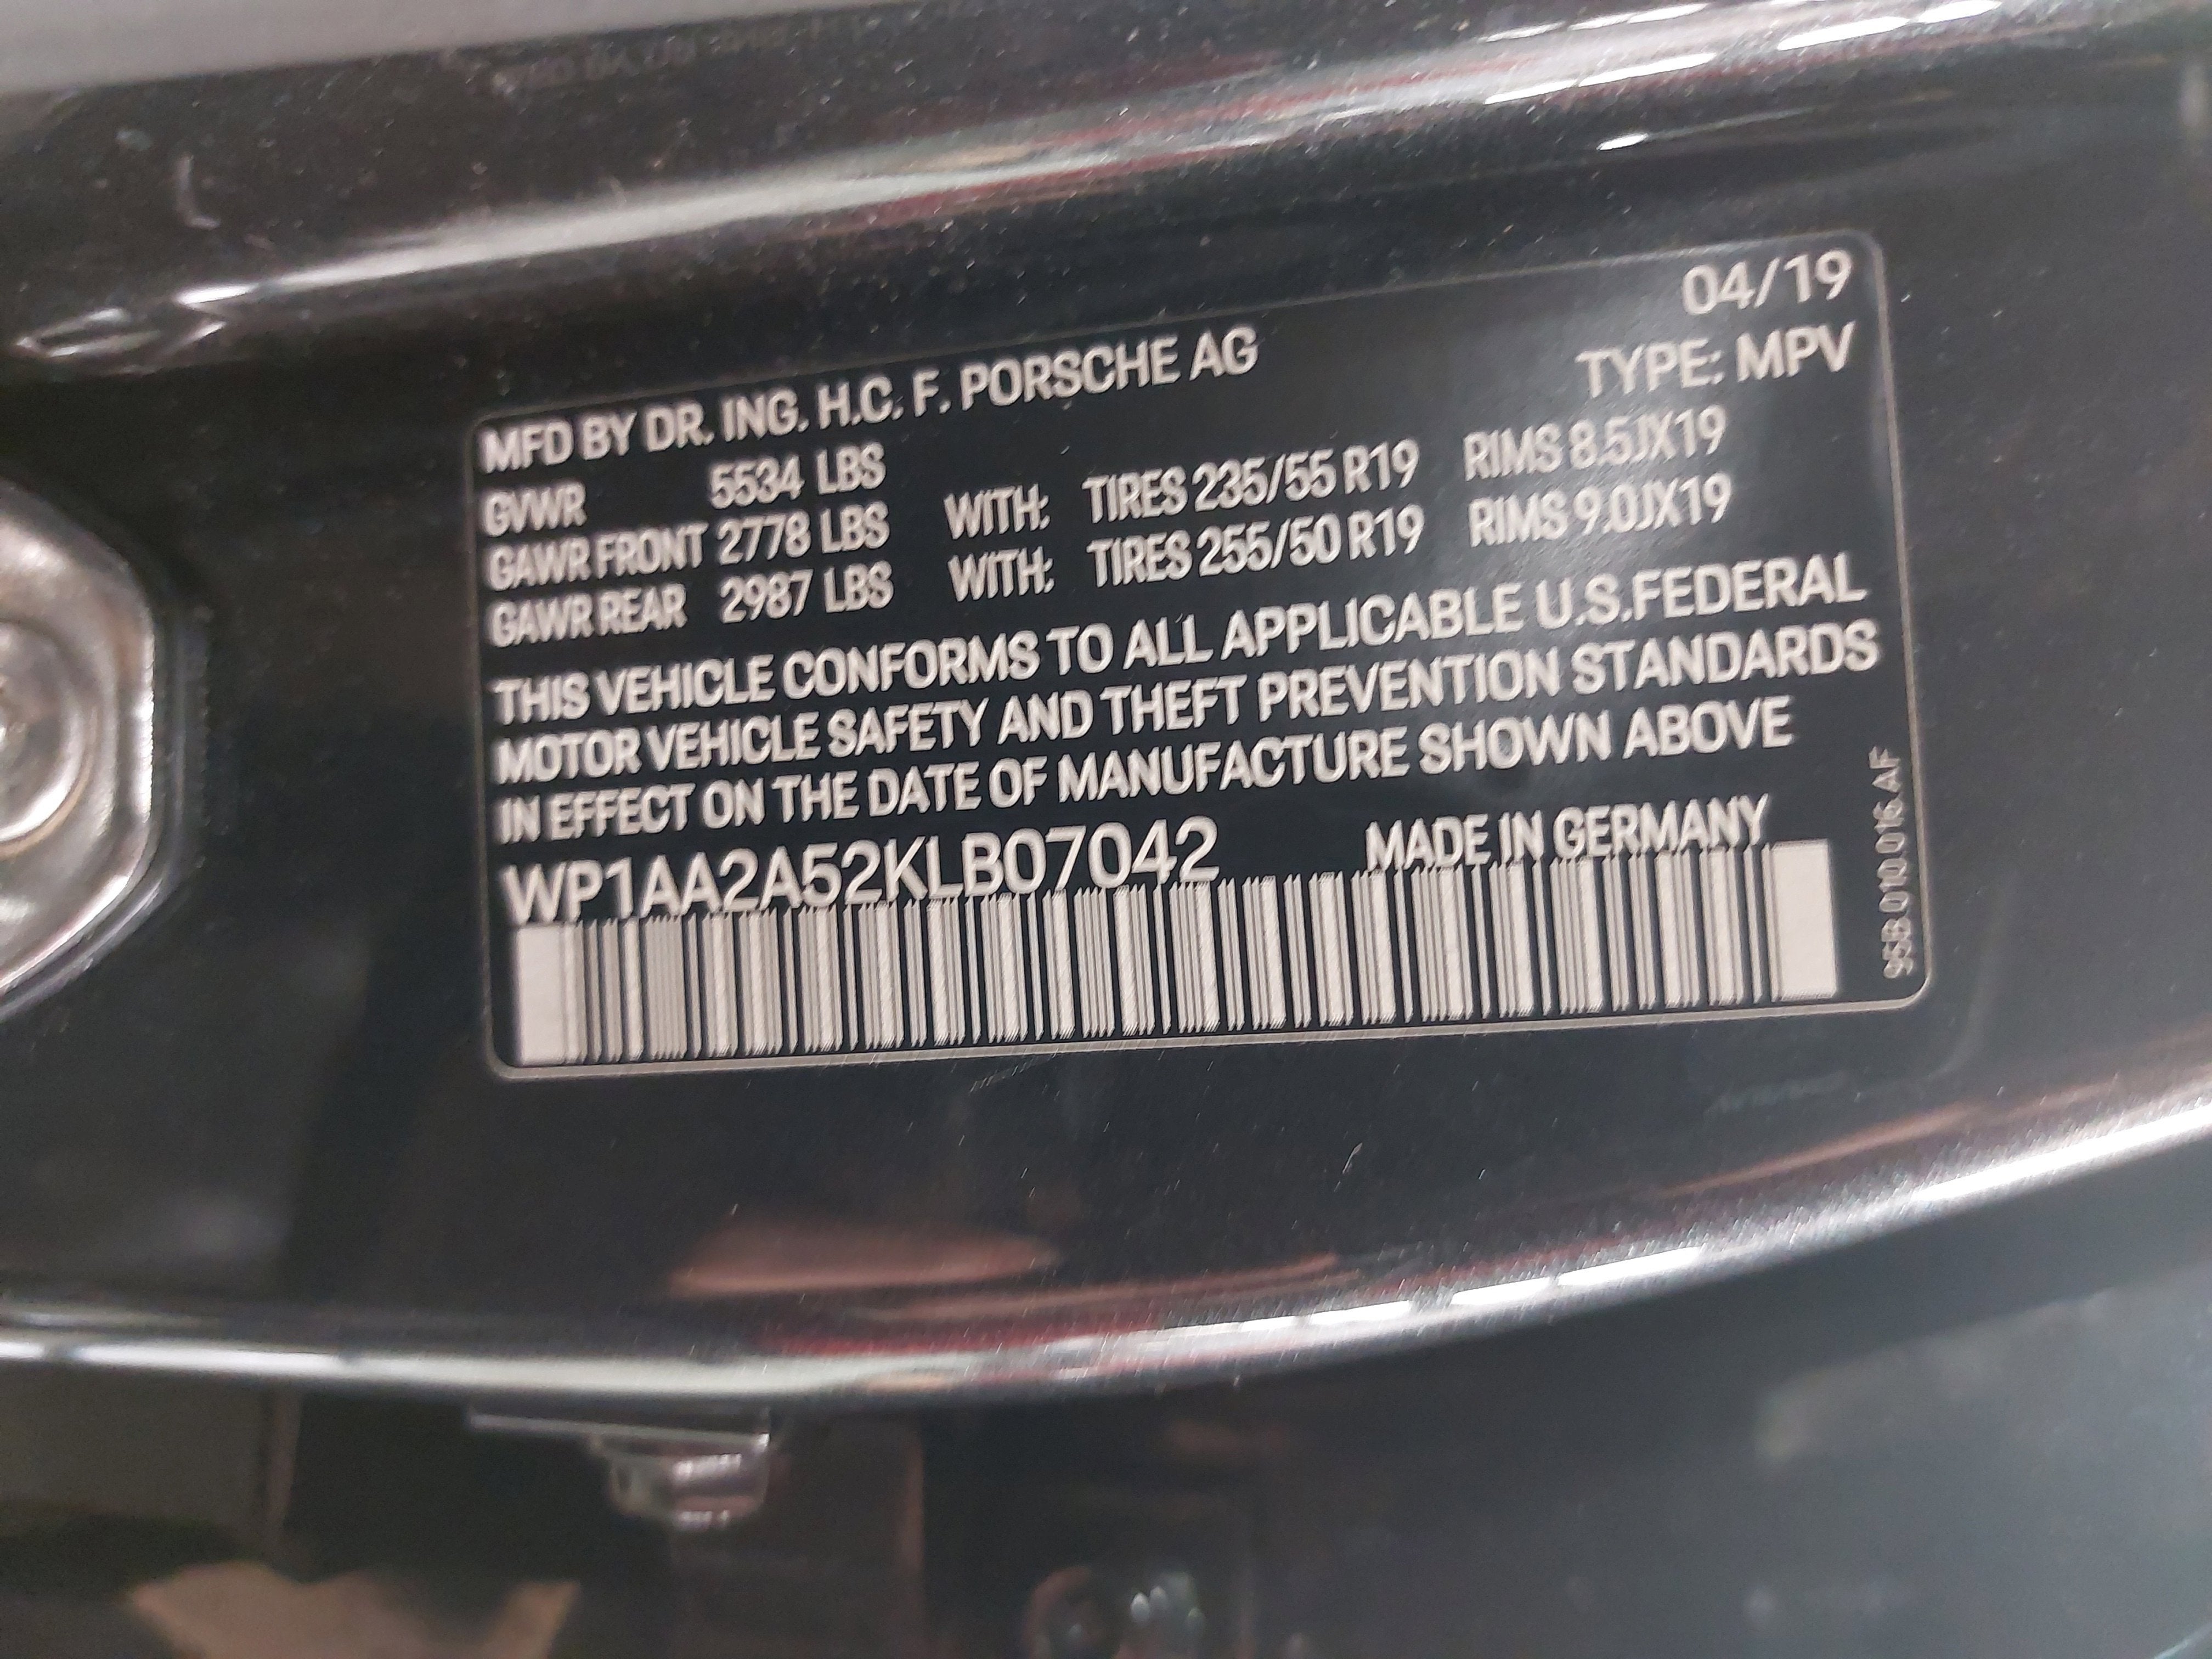 04/19
MFD BY DR. ING. H.C. F. PORSCHE AG TYPE: MPV
GVWR 5534 LBS
GAWR FRONT 2778 LBS WITH: TIRES 235/55 R19 RIMS 8.5JX19
GAWR REAR 2987 LBS WITH: TIRES 255/50 R19 RIMS 9.0JX19
THIS VEHICLE CONFORMS TO ALL APPLICABLE U.S.FEDERAL
MOTOR VEHICLE SAFETY AND THEFT PREVENTION STANDARDS
IN EFFECT ON THE DATE OF MANUFACTURE SHOWN ABOVE
WP1AA2A52KLB07042 MADE IN GERMANY
95B 010 016 AF